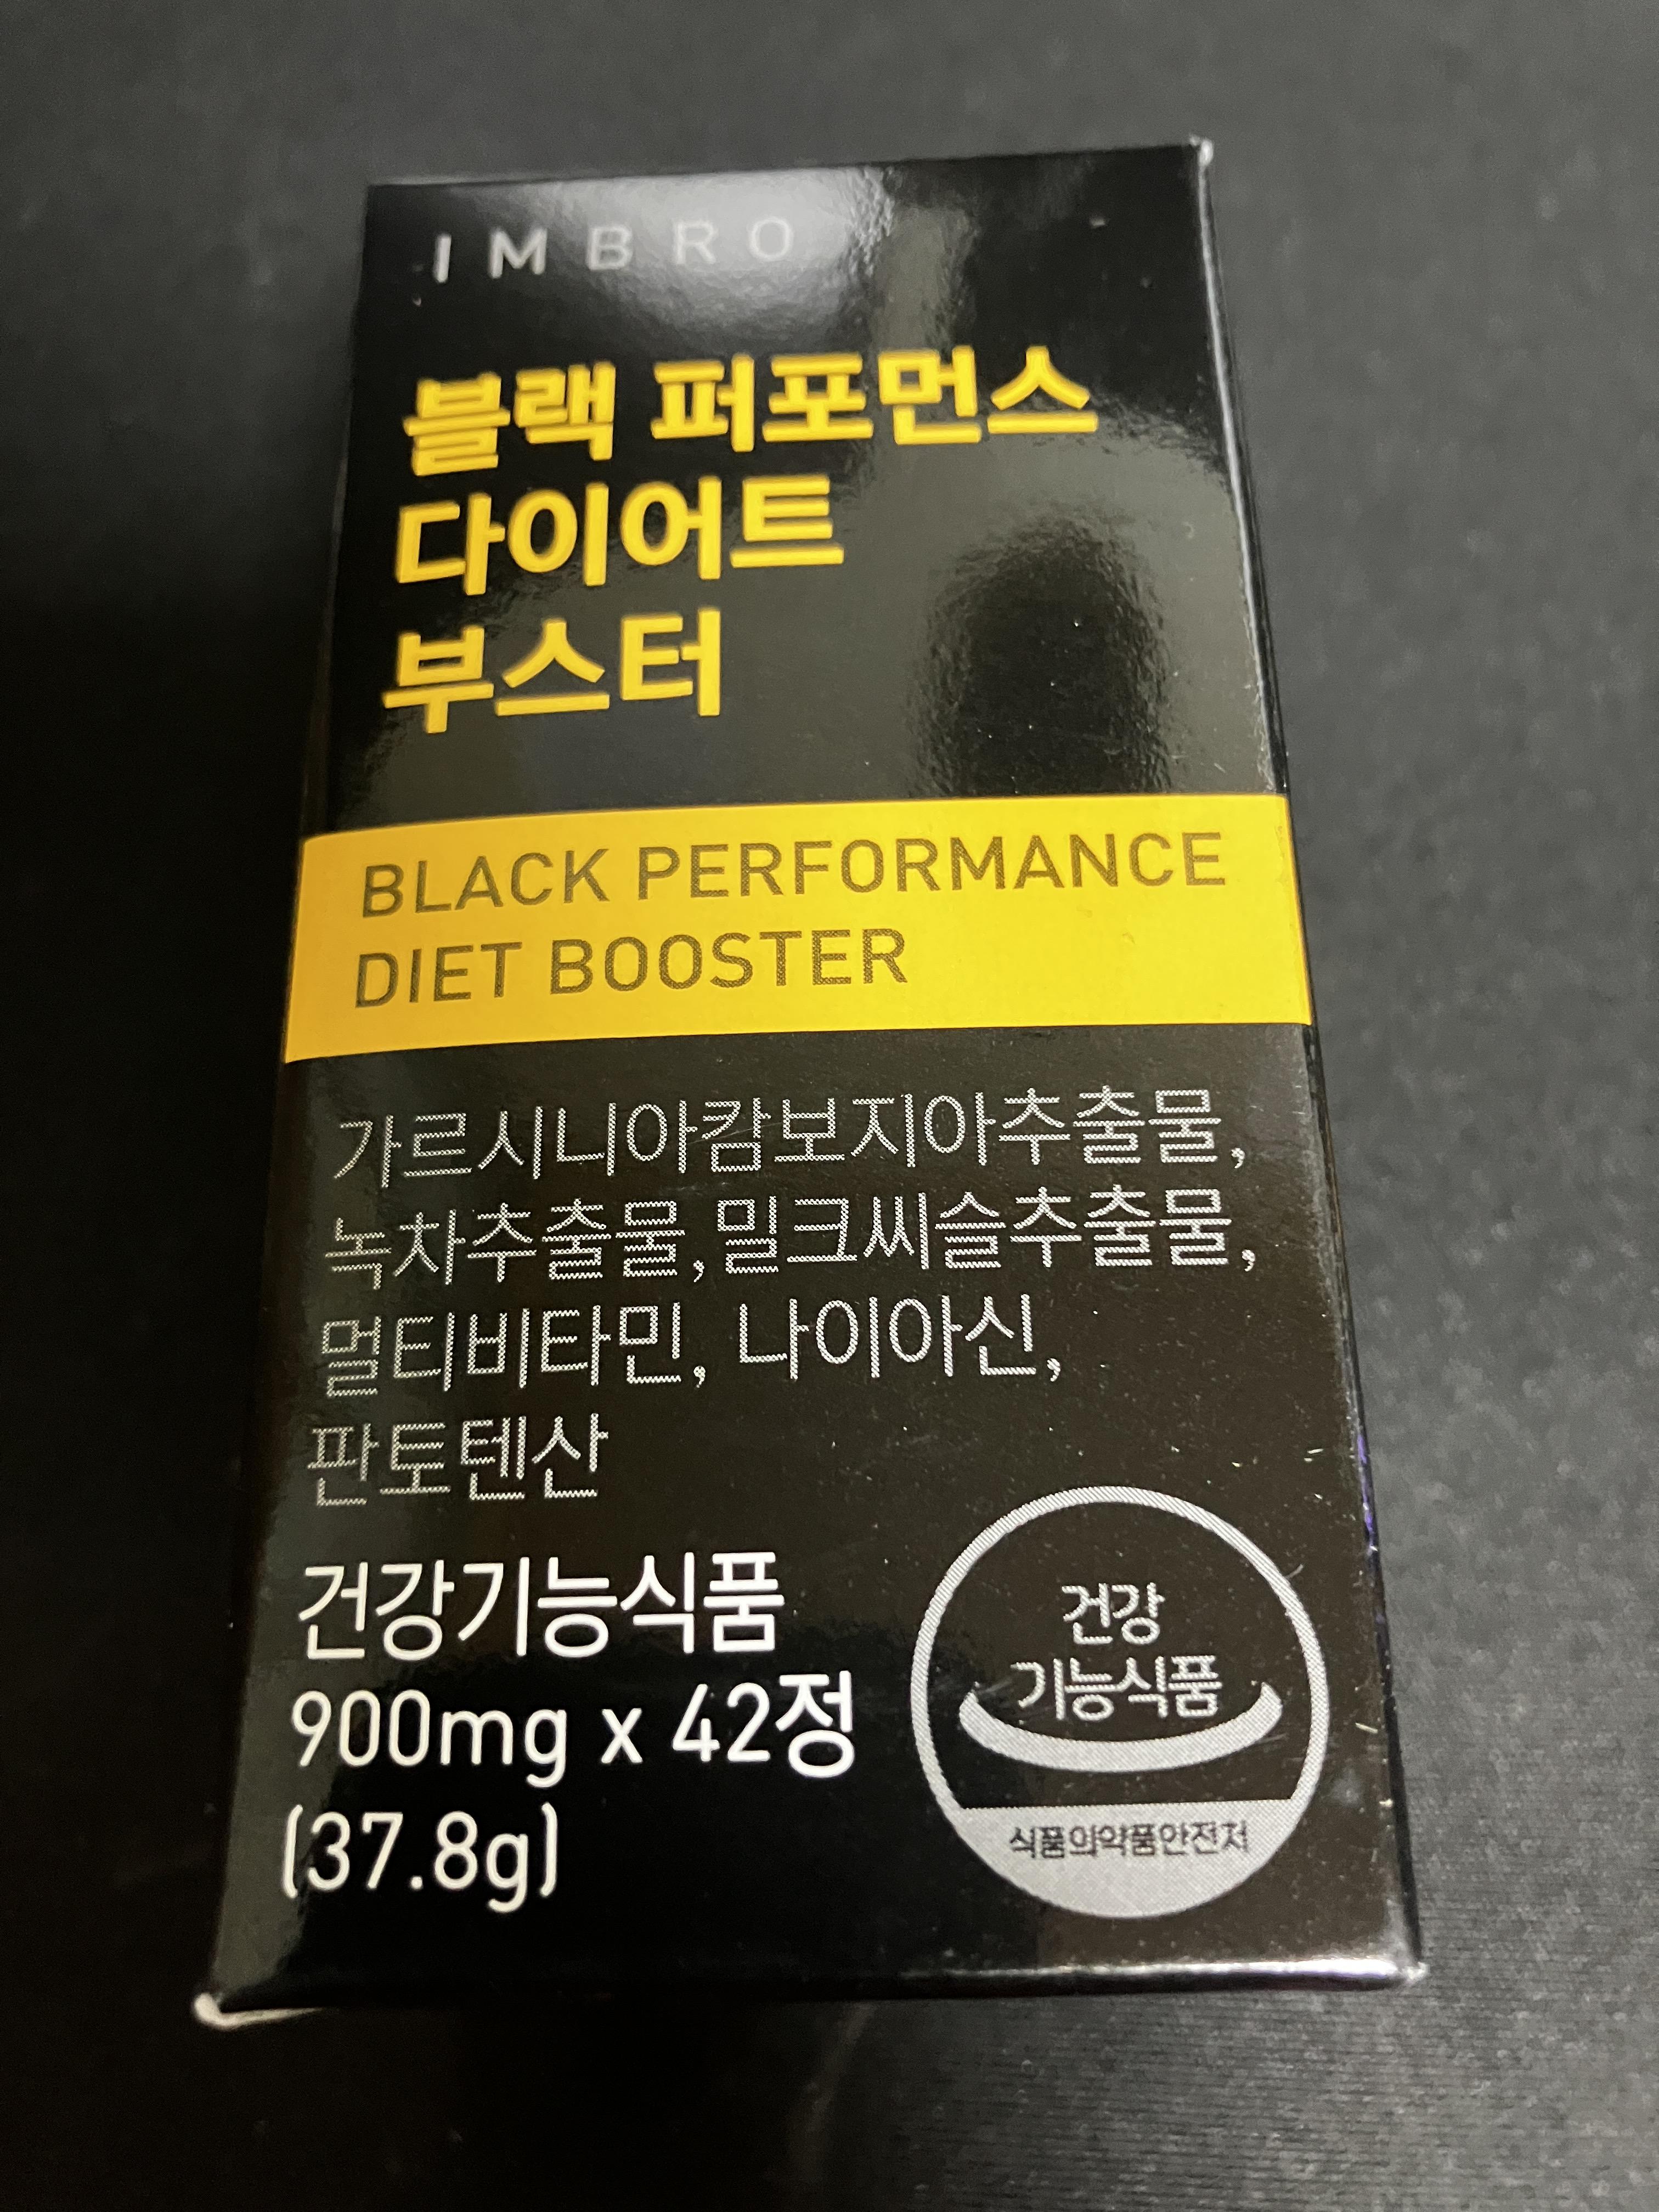 IMBRO
블랙 퍼포먼스
다이어트
부스터
BLACK PERFORMANCE
DIET BOOSTER
가르시니아캄보지아추출물,
녹차추출물, 밀크씨슬추출물,
멀티비타민, 나이아신,
판토텐산
건강기능식품
900mg x 42정
(37.8g)
건강
기능식품
식품의약품안전처